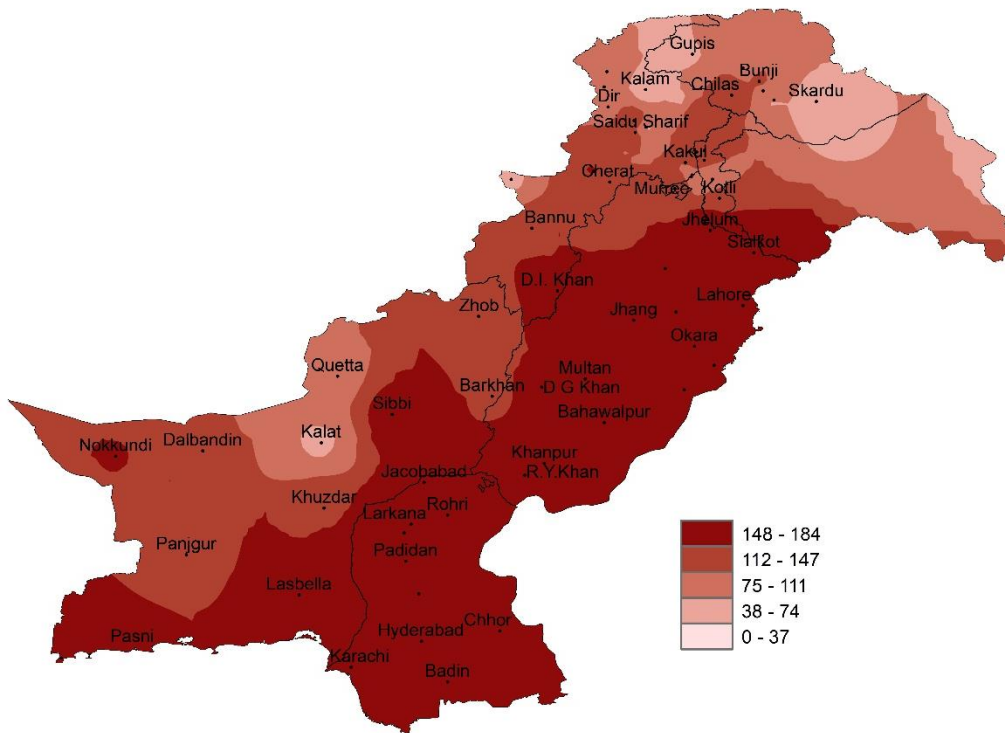 Gupis
Bunji
Kalam
Chilas
Skardu
Dir
Saidu Sharif
Kakul
Cherat
Murree
Kotli
Bannu
Jhelum
Sialkot
D.I. Khan
Zhob
Lahore
Jhang
Okara
Quetta
Multan
Barkhan
D G Khan
Sibbi
Bahawalpur
Kalat
Nokkundi
Dalbandin
Khanpur
Jacobabad
R.Y.Khan
Khuzdar
Rohri
Larkana
Panjgur
Padidan
Lasbella
Chhor
Pasni
Hyderabad
Karachi
Badin
148 - 184
112 - 147
75 - 111
38 - 74
0 - 37